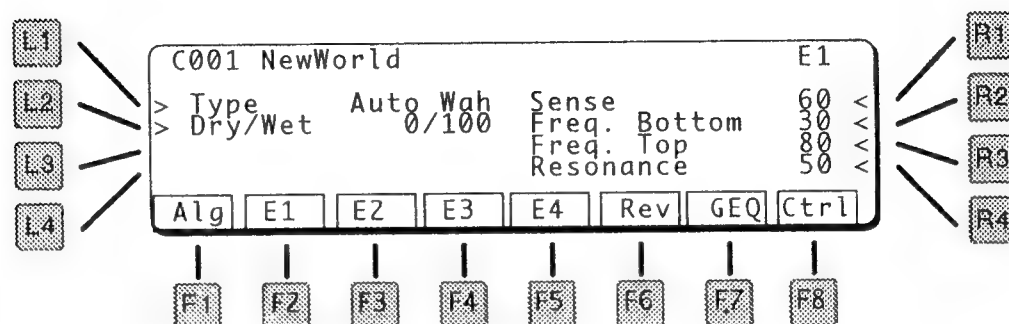 L1 R1
C001 NewWorld E1
L2 > Type Auto Wah Sense 60 < R2
> Dry/Wet 0/100 Freq. Bottom 30 <
L3 Freq. Top 80 < R3
Resonance 50 <
L4 Alg E1 E2 E3 E4 Rev GEQ Ctrl R4
F1 F2 F3 F4 F5 F6 F7 F8